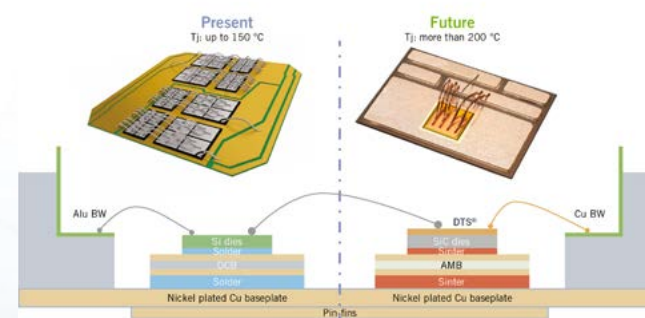 Present
Tj: up to 150 °C
Future
Tj: more than 200 °C
Alu BW
Si dies
Solder
DCB
Solder
Nickel plated Cu baseplate
DTS®
Cu BW
SiC dies
Sinter
AMB
Sinter
Nickel plated Cu baseplate
Pin-fins